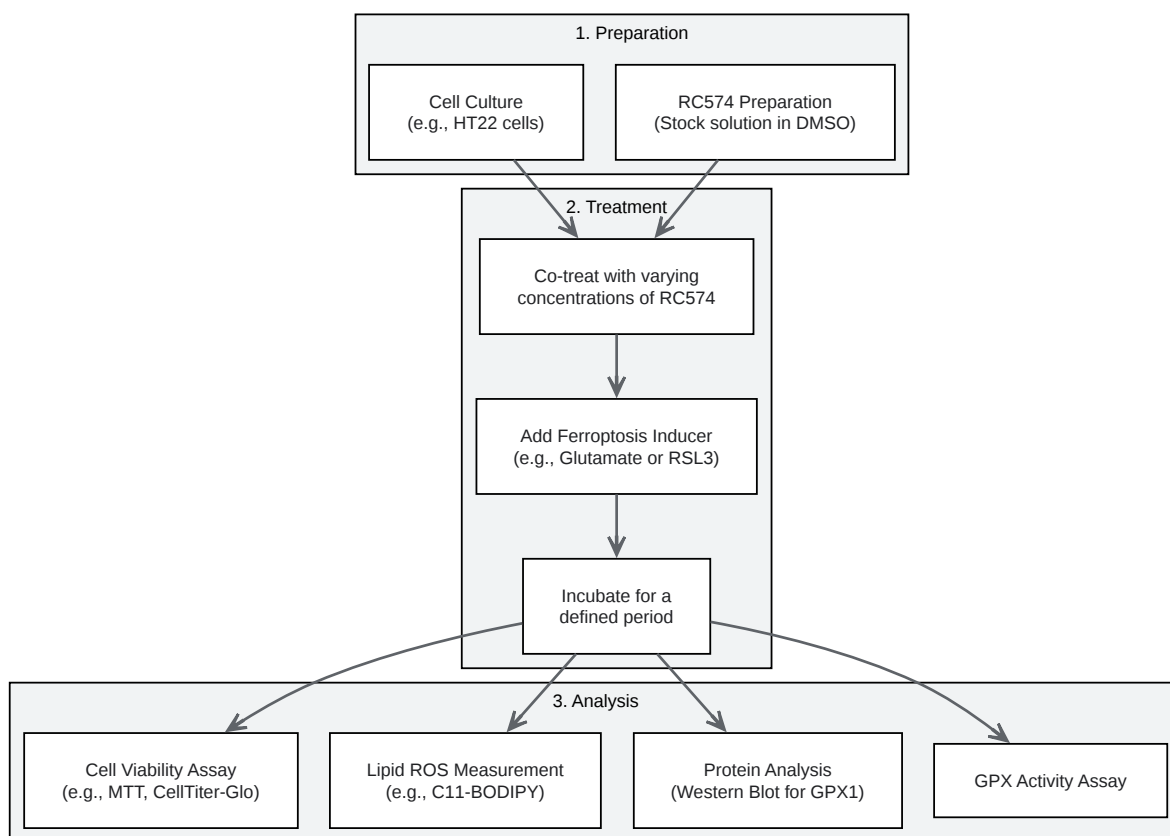 1. Preparation
Cell Culture
(e.g., HT22 cells)
RC574 Preparation
(Stock solution in DMSO)
2. Treatment
Co-treat with varying
concentrations of RC574
Add Ferroptosis Inducer
(e.g., Glutamate or RSL3)
Incubate for a
defined period
3. Analysis
Cell Viability Assay
(e.g., MTT, CellTiter-Glo)
Lipid ROS Measurement
(e.g., C11-BODIPY)
Protein Analysis
(Western Blot for GPX1)
GPX Activity Assay